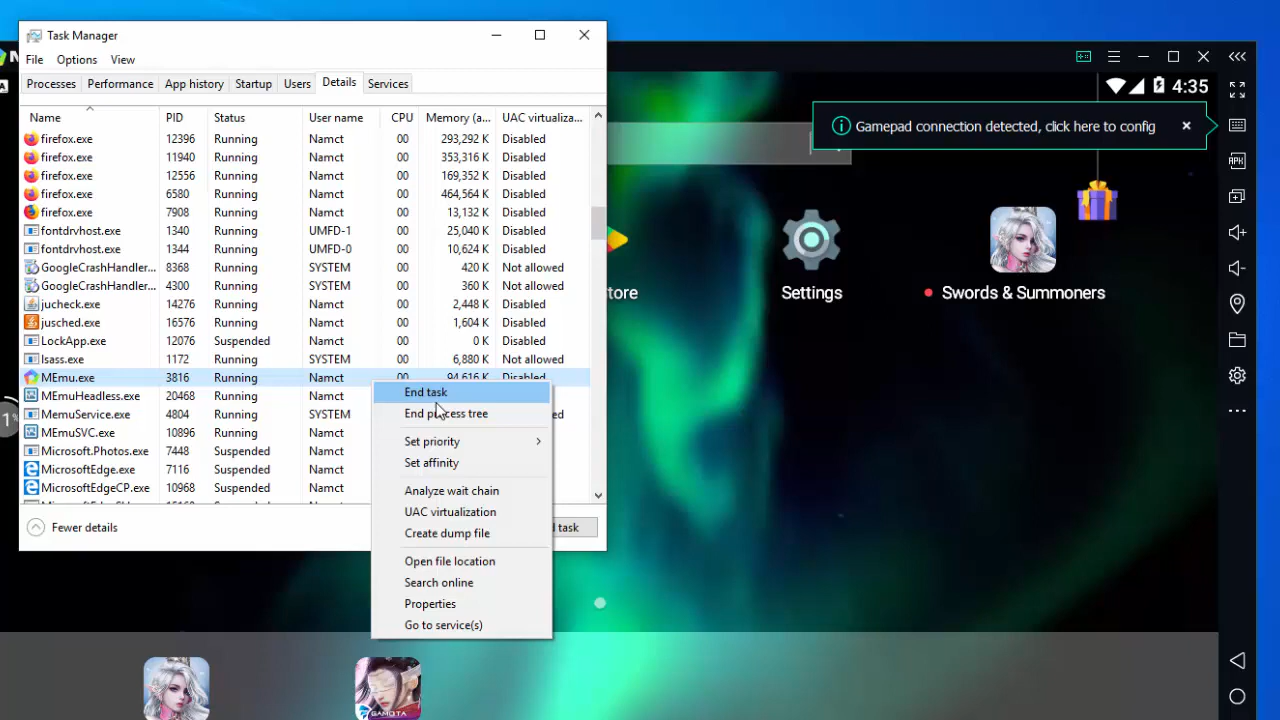 Task Manager
File Options View
Processes Performance App history Startup Users Details Services
Name PID Status User name CPU Memory (a... UAC virtualiza...
firefox.exe 12396 Running Namct 00 293,292 K Disabled
firefox.exe 11940 Running Namct 00 353,316 K Disabled
firefox.exe 12556 Running Namct 00 169,352 K Disabled
firefox.exe 6580 Running Namct 00 464,564 K Disabled
firefox.exe 7908 Running Namct 00 13,132 K Disabled
fontdrvhost.exe 1340 Running UMFD-1 00 25,040 K Disabled
fontdrvhost.exe 1344 Running UMFD-0 00 10,624 K Disabled
GoogleCrashHandler... 8368 Running SYSTEM 00 420 K Not allowed
GoogleCrashHandler... 4300 Running SYSTEM 00 360 K Not allowed
jucheck.exe 14276 Running Namct 00 2,448 K Disabled
jusched.exe 16576 Running Namct 00 1,604 K Disabled
LockApp.exe 12076 Suspended Namct 00 0 K Disabled
lsass.exe 1172 Running SYSTEM 00 6,880 K Not allowed
MEmu.exe 3816 Running Namct 00 94,616 K Disabled
MEmuHeadless.exe 20468 Running Namct
MemuService.exe 4804 Running SYSTEM ed
MEmuSVC.exe 10896 Running Namct
Microsoft.Photos.exe 7448 Suspended Namct
MicrosoftEdge.exe 7116 Suspended Namct
MicrosoftEdgeCP.exe 10968 Suspended Namct
Fewer details
d task
End task
End process tree
Set priority
Set affinity
Analyze wait chain
UAC virtualization
Create dump file
Open file location
Search online
Properties
Go to service(s)
4:35
Gamepad connection detected, click here to config
APK
tore
Settings
Swords & Summoners
1%
A
GAMOTA